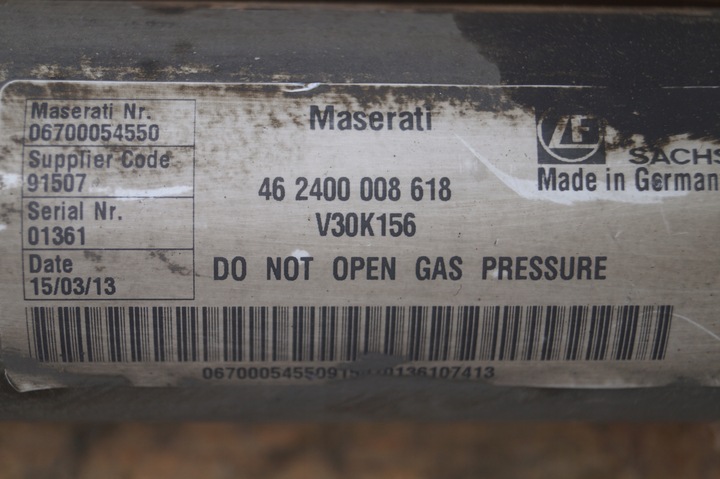 Maserati Nr.
06700054550
Supplier Code
91507
Serial Nr.
01361
Date
15/03/13
Maserati
46 2400 008 618
V30K156
DO NOT OPEN GAS PRESSURE
ZF
SACHS
Made in German